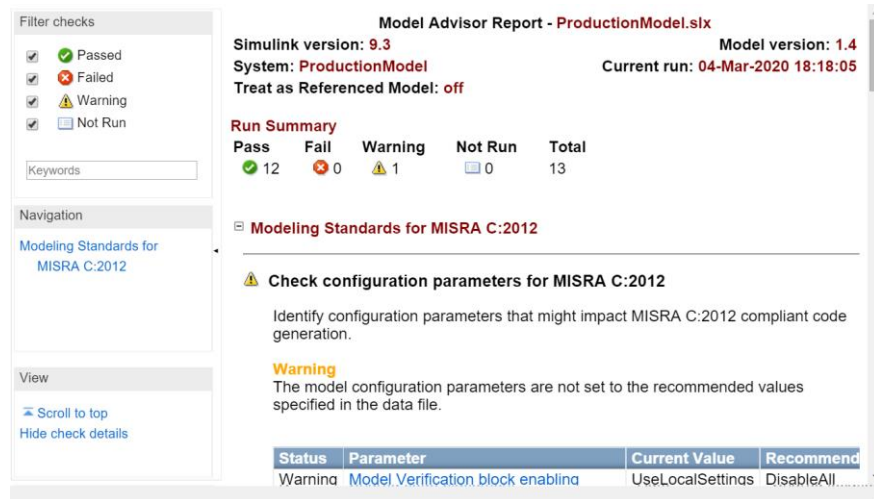 Filter checks
Passed
Failed
Warning
Not Run
Keywords
Navigation
Modeling Standards for
MISRA C:2012
View
Scroll to top
Hide check details
Model Advisor Report - ProductionModel.slx
Simulink version: 9.3 Model version: 1.4
System: ProductionModel Current run: 04-Mar-2020 18:18:05
Treat as Referenced Model: off
Run Summary
Pass Fail Warning Not Run Total
12 0 1 0 13
Modeling Standards for MISRA C:2012
Check configuration parameters for MISRA C:2012
Identify configuration parameters that might impact MISRA C:2012 compliant code
generation.
Warning
The model configuration parameters are not set to the recommended values
specified in the data file.
Status Parameter Current Value Recommend
Warning Model Verification block enabling UseLocalSettings DisableAll